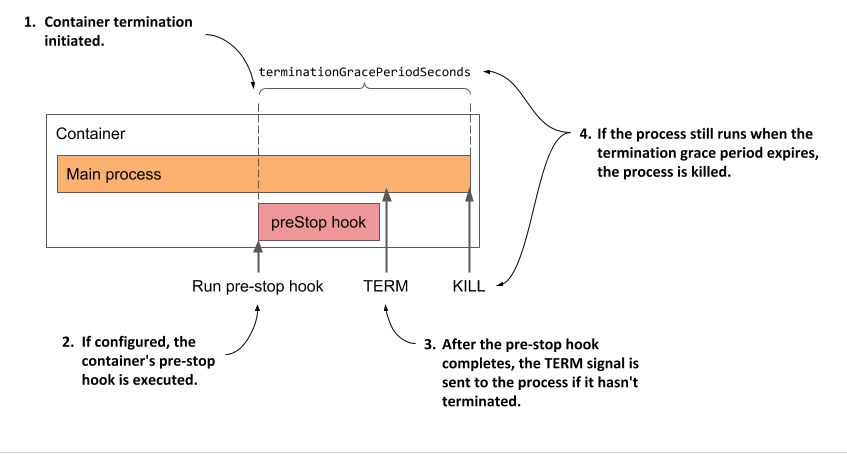 1. Container termination
initiated.
terminationGracePeriodSeconds
4. If the process still runs when the
termination grace period expires,
the process is killed.
Container
Main process
preStop hook
Run pre-stop hook
TERM
KILL
2. If configured, the
container's pre-stop
hook is executed.
3. After the pre-stop hook
completes, the TERM signal is
sent to the process if it hasn't
terminated.